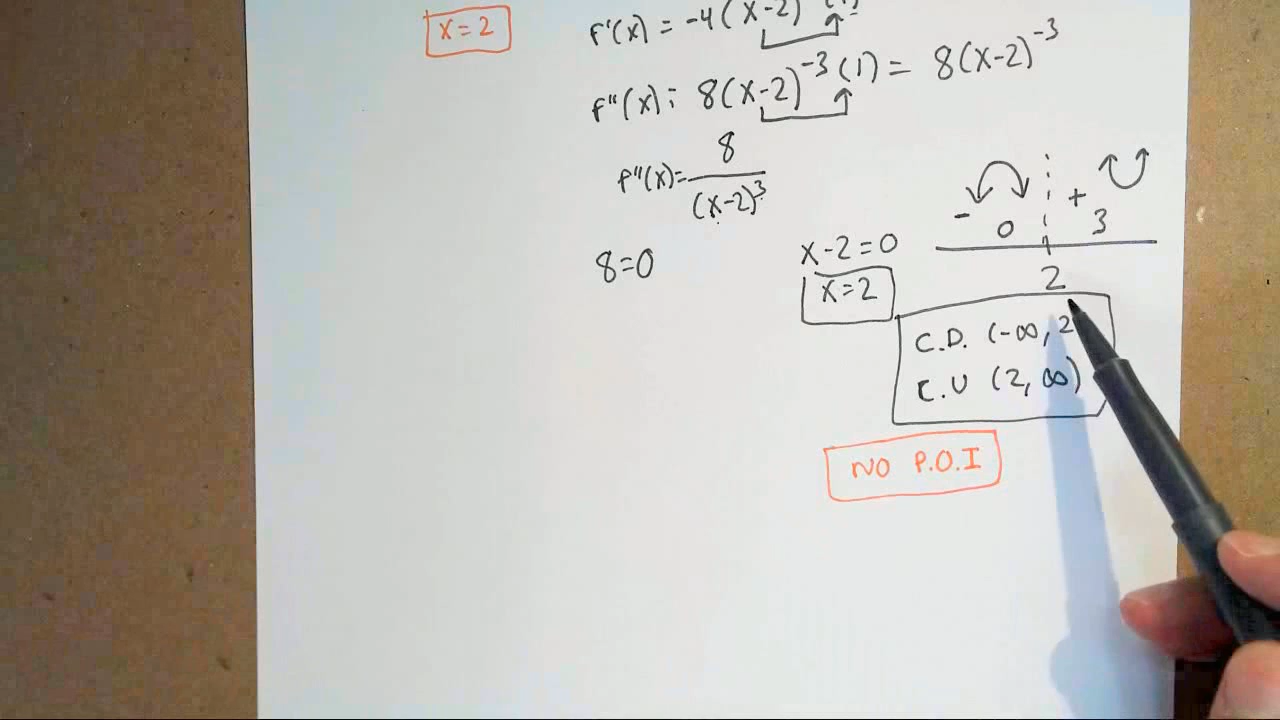 x=2
f'(x) = -4(x-2)
f''(x) = 8(x-2)⁻³(1) = 8(x-2)⁻³
f''(x) = 8/(x-2)³
- 0 + 3
8=0
x-2=0
x=2
2
C.D. (-∞, 2
C.U (2, ∞)
NO P.O.I